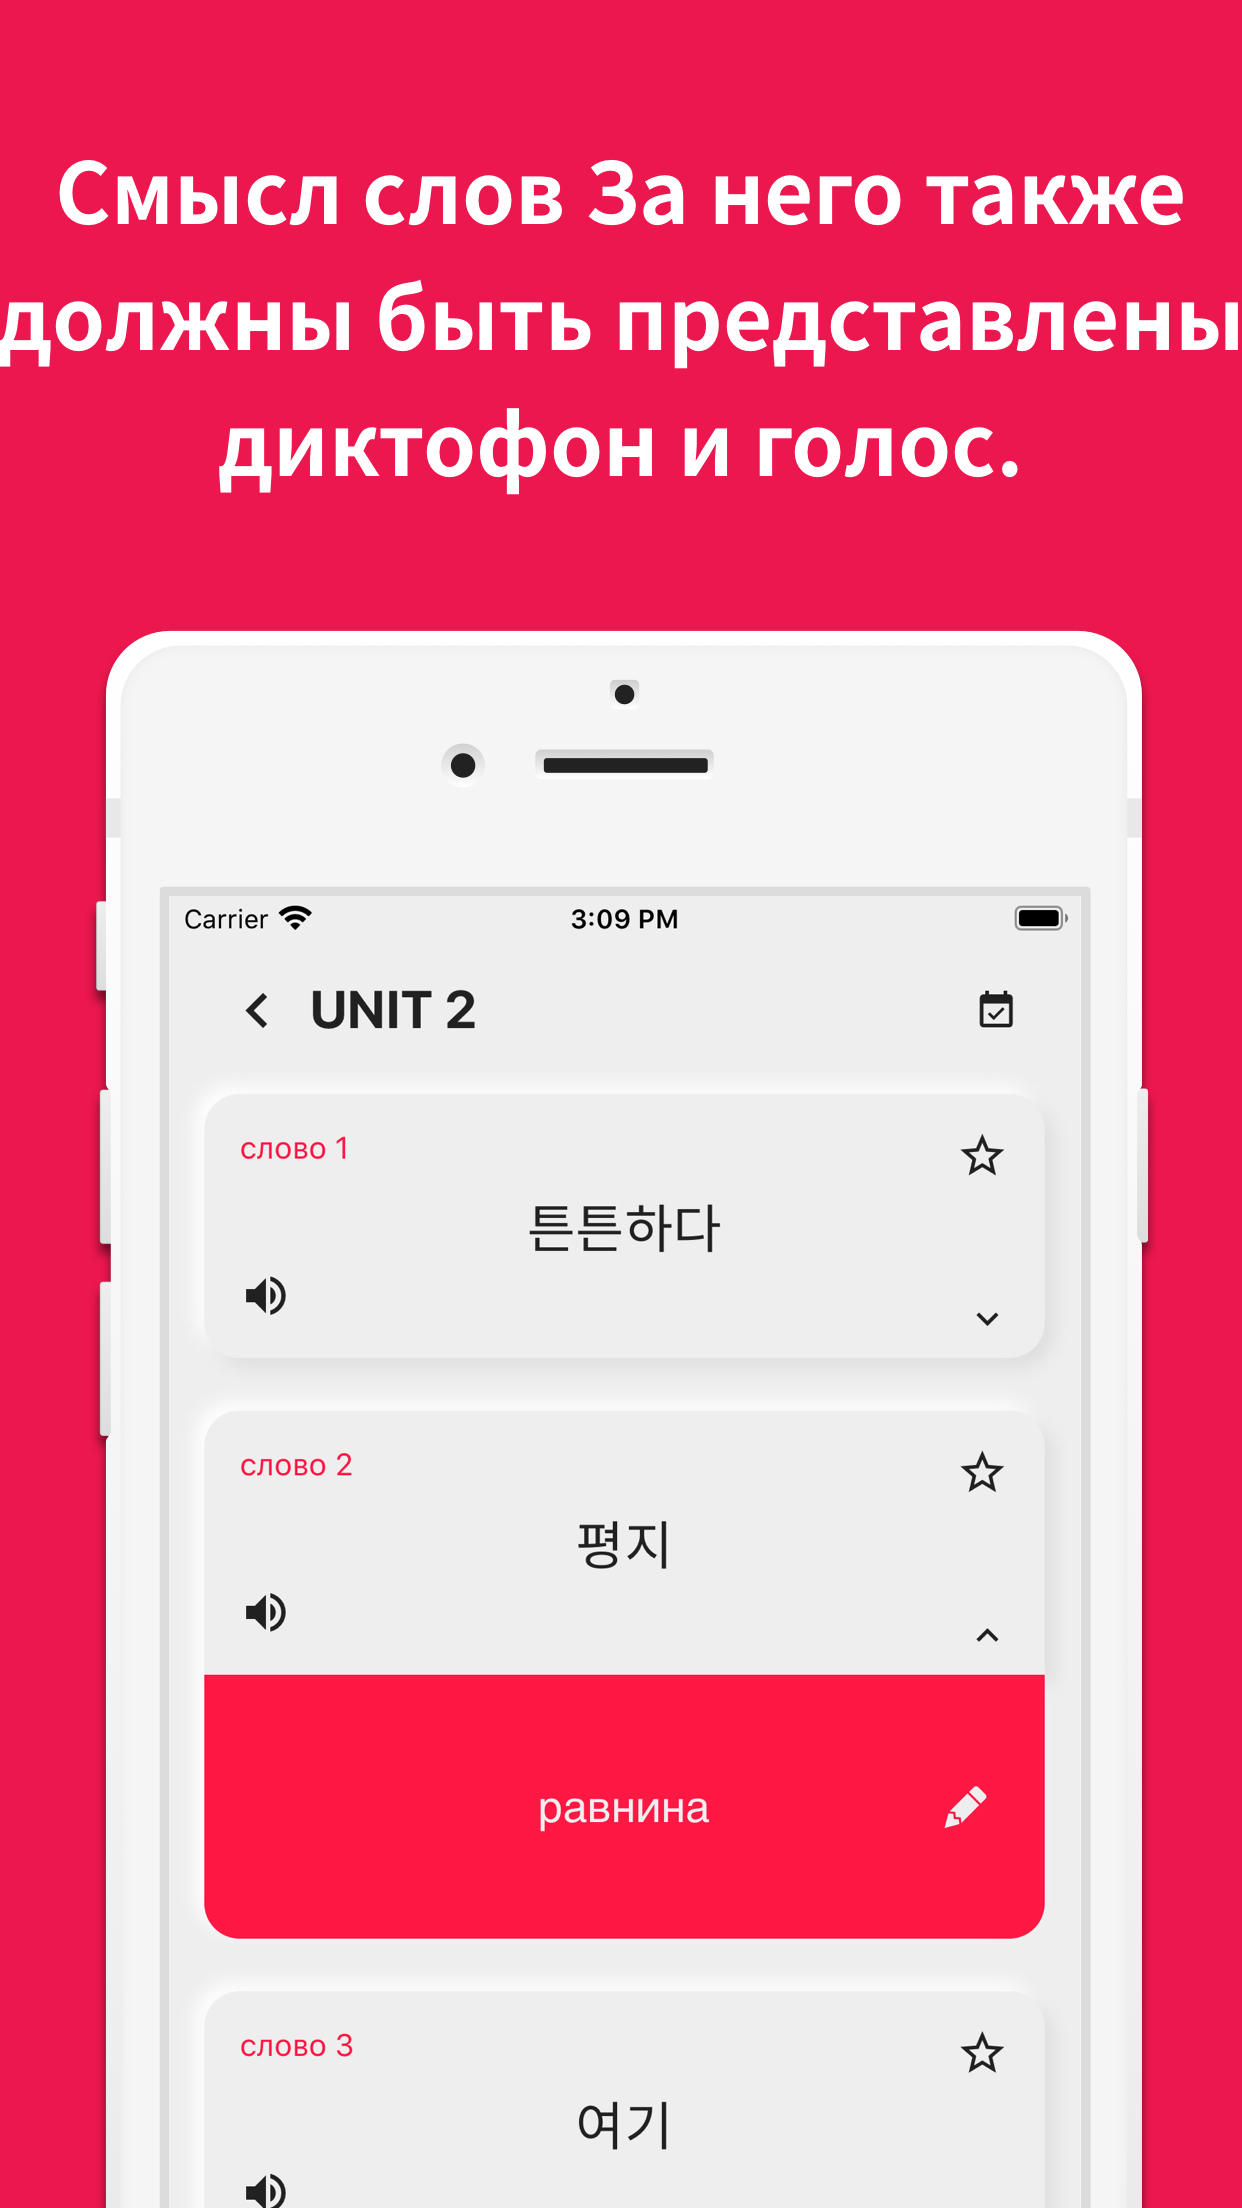 Смысл слов За него также
должны быть представлены
диктофон и голос.
Carrier 3:09 PM
UNIT 2
слово 1
튼튼하다
слово 2
평지
равнина
слово 3
여기